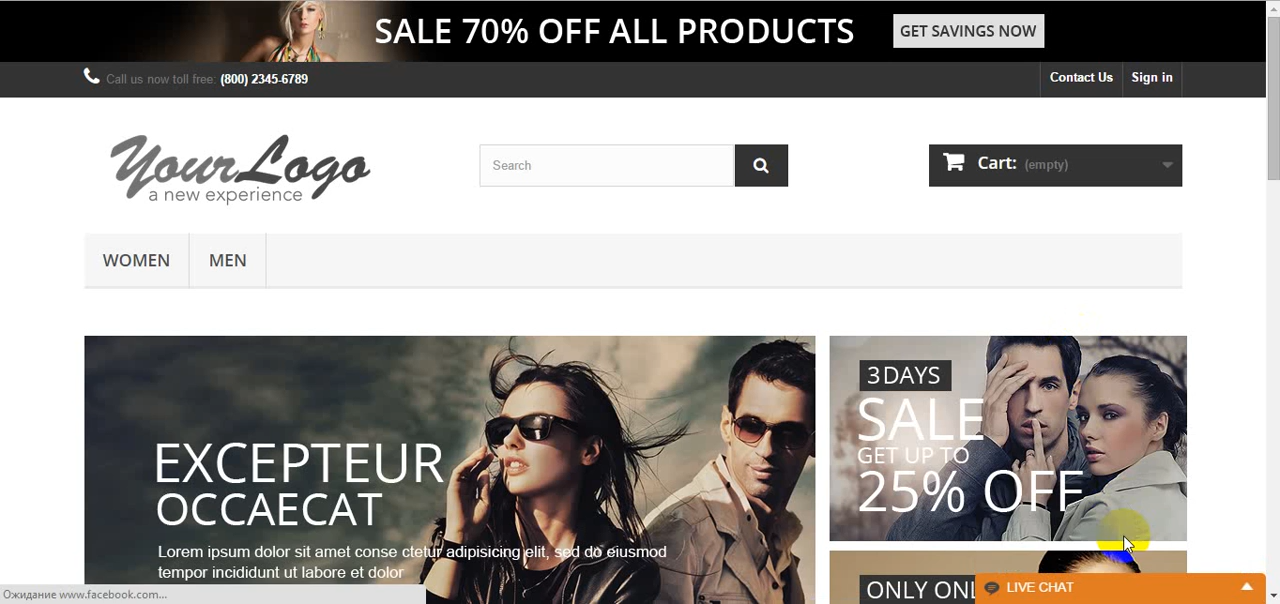 SALE 70% OFF ALL PRODUCTS
GET SAVINGS NOW
Call us now toll free: (800) 2345-6789
Contact Us
Sign in
YourLogo
a new experience
Search
Cart: (empty)
WOMEN
MEN
EXCEPTEUR
OCCAECAT
Lorem ipsum dolor sit amet conse ctetur adipisicing elit, sed do eiusmod
tempor incididunt ut labore et dolor
3 DAYS
SALE
GET UP TO
25% OFF
ONLY ONL
LIVE CHAT
Ожидание www.facebook.com...